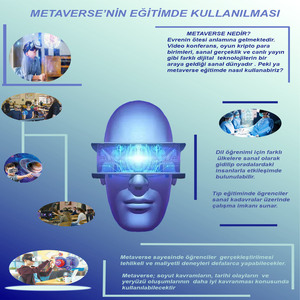 METAVERSE'NİN EĞİTİMDE KULLANILMASI
METAVERSE NEDİR?
Evrenin ötesi anlamına gelmektedir.
Video konferans, oyun kripto para
birimleri, sanal gerçeklik ve canlı yayın
gibi farklı dijital teknolojilerin bir
araya geldiği sanal dünyadır . Peki ya
metaverse eğitimde nasıl kullanabiliriz?
Dil öğrenimi için farklı
ülkelere sanal olarak
gidilip oradalardaki
insanlarla etkileşimde
bulunulabilir.
Tıp eğitiminde öğrenciler
sanal kadavralar üzerinde
çalışma imkanı sunar.
Metaverse sayesinde öğrenciler gerçekleştirilmesi
tehlikeli ve maliyetli deneyleri defalarca yapabilecekler.
Metaverse; soyut kavramların, tarihi olayların ve
yeryüzü oluşumlarının daha iyi kavranması konusunda
kullanılabilecektir